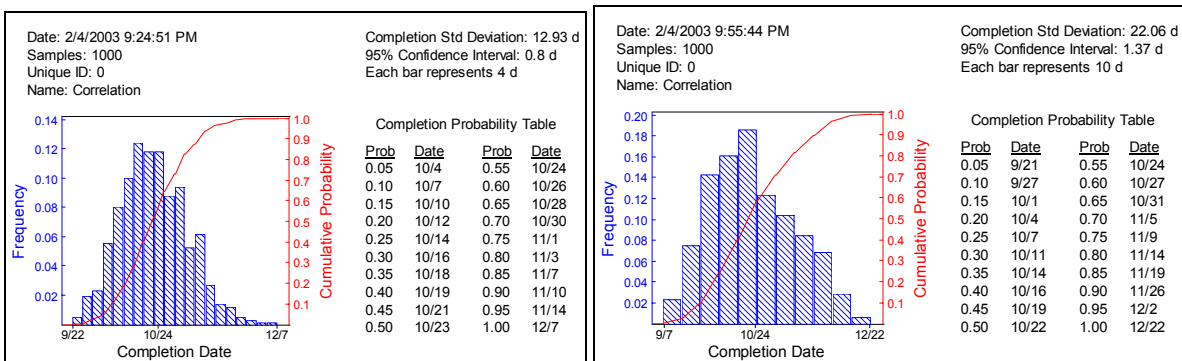 Date: 2/4/2003 9:24:51 PM
Samples: 1000
Unique ID: 0
Name: Correlation
Completion Std Deviation: 12.93 d
95% Confidence Interval: 0.8 d
Each bar represents 4 d
Frequency
0.14
0.12
0.10
0.08
0.06
0.04
0.02
1.0
0.9
0.8
0.7
0.6
0.5
0.4
0.3
0.2
0.1
Cumulative Probability
9/22 10/24 12/7
Completion Date
Completion Probability Table
Prob Date Prob Date
0.05 10/4 0.55 10/24
0.10 10/7 0.60 10/26
0.15 10/10 0.65 10/28
0.20 10/12 0.70 10/30
0.25 10/14 0.75 11/1
0.30 10/16 0.80 11/3
0.35 10/18 0.85 11/7
0.40 10/19 0.90 11/10
0.45 10/21 0.95 11/14
0.50 10/23 1.00 12/7
Date: 2/4/2003 9:55:44 PM
Samples: 1000
Unique ID: 0
Name: Correlation
Completion Std Deviation: 22.06 d
95% Confidence Interval: 1.37 d
Each bar represents 10 d
Frequency
0.20
0.18
0.16
0.14
0.12
0.10
0.08
0.06
0.04
0.02
1.0
0.9
0.8
0.7
0.6
0.5
0.4
0.3
0.2
0.1
Cumulative Probability
9/7 10/24 12/22
Completion Date
Completion Probability Table
Prob Date Prob Date
0.05 9/21 0.55 10/24
0.10 9/27 0.60 10/27
0.15 10/1 0.65 10/31
0.20 10/4 0.70 11/5
0.25 10/7 0.75 11/9
0.30 10/11 0.80 11/14
0.35 10/14 0.85 11/19
0.40 10/16 0.90 11/26
0.45 10/19 0.95 12/2
0.50 10/22 1.00 12/22